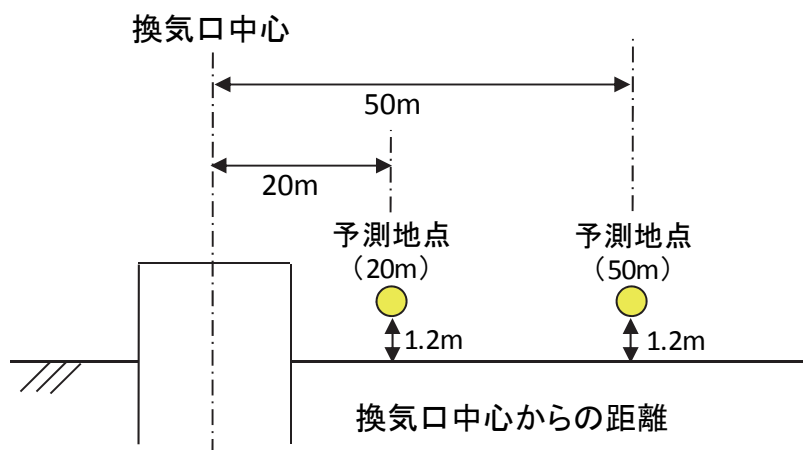 換気口中心
50m
20m
予測地点
（20m）
予測地点
（50m）
1.2m
1.2m
換気口中心からの距離